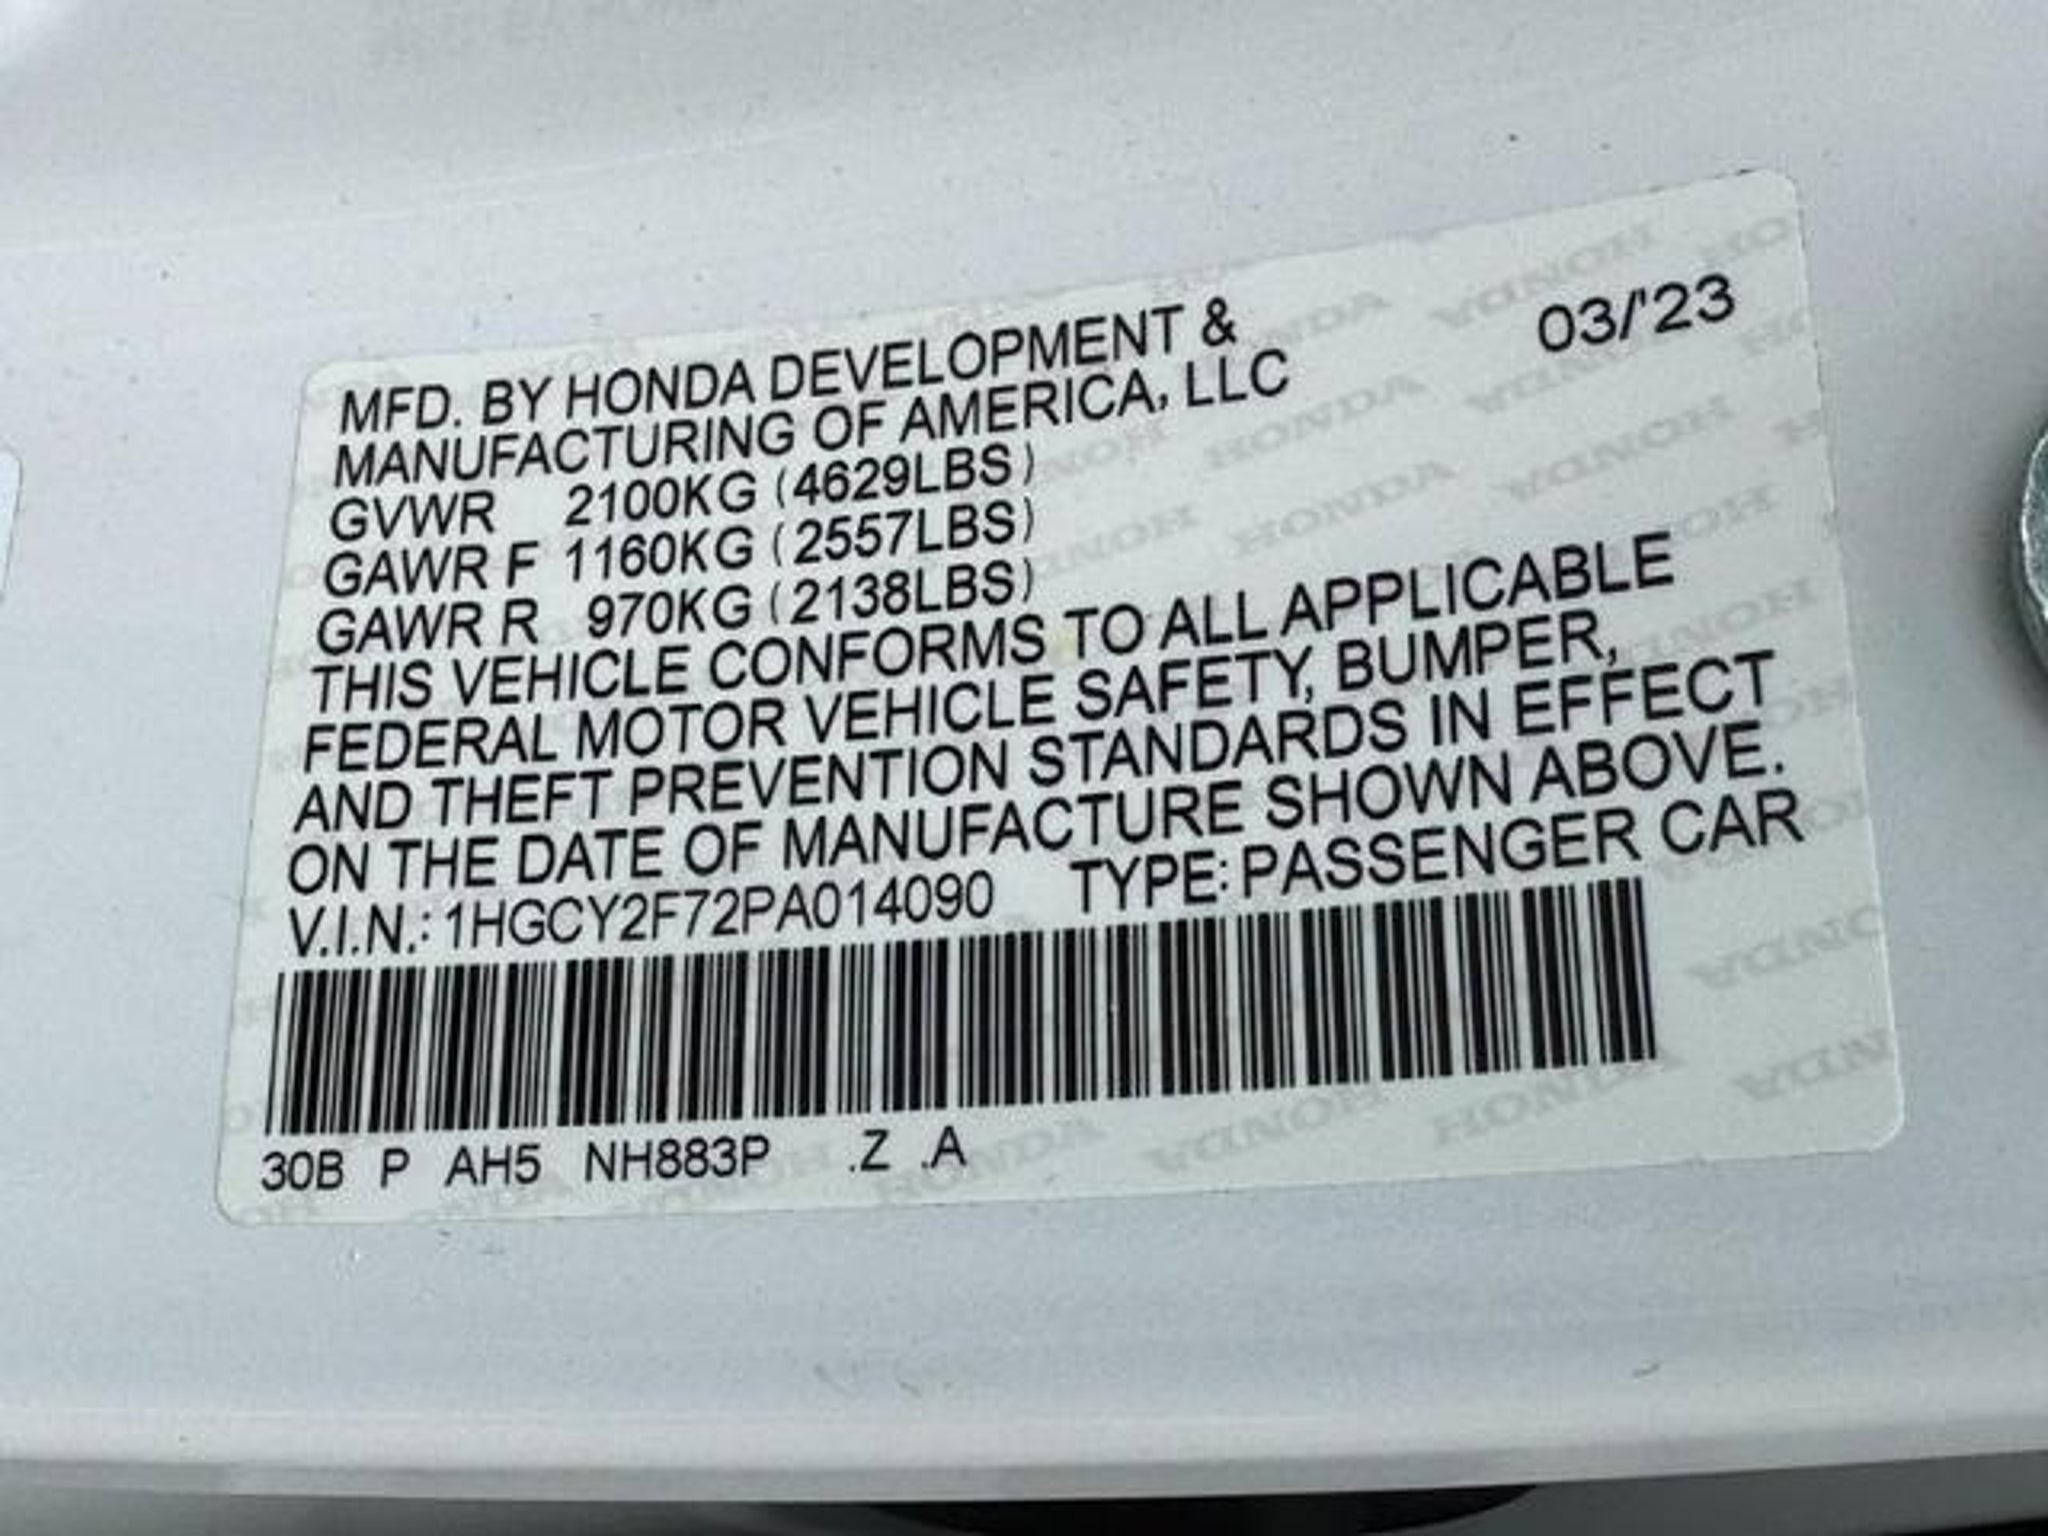 03/'23
MFD. BY HONDA DEVELOPMENT &
MANUFACTURING OF AMERICA, LLC
GVWR 2100KG (4629LBS)
GAWR F 1160KG (2557LBS)
GAWR R 970KG (2138LBS)
THIS VEHICLE CONFORMS TO ALL APPLICABLE
FEDERAL MOTOR VEHICLE SAFETY, BUMPER,
AND THEFT PREVENTION STANDARDS IN EFFECT
ON THE DATE OF MANUFACTURE SHOWN ABOVE.
V.I.N.: 1HGCY2F72PA014090 TYPE: PASSENGER CAR
30B P AH5 NH883P .Z .A